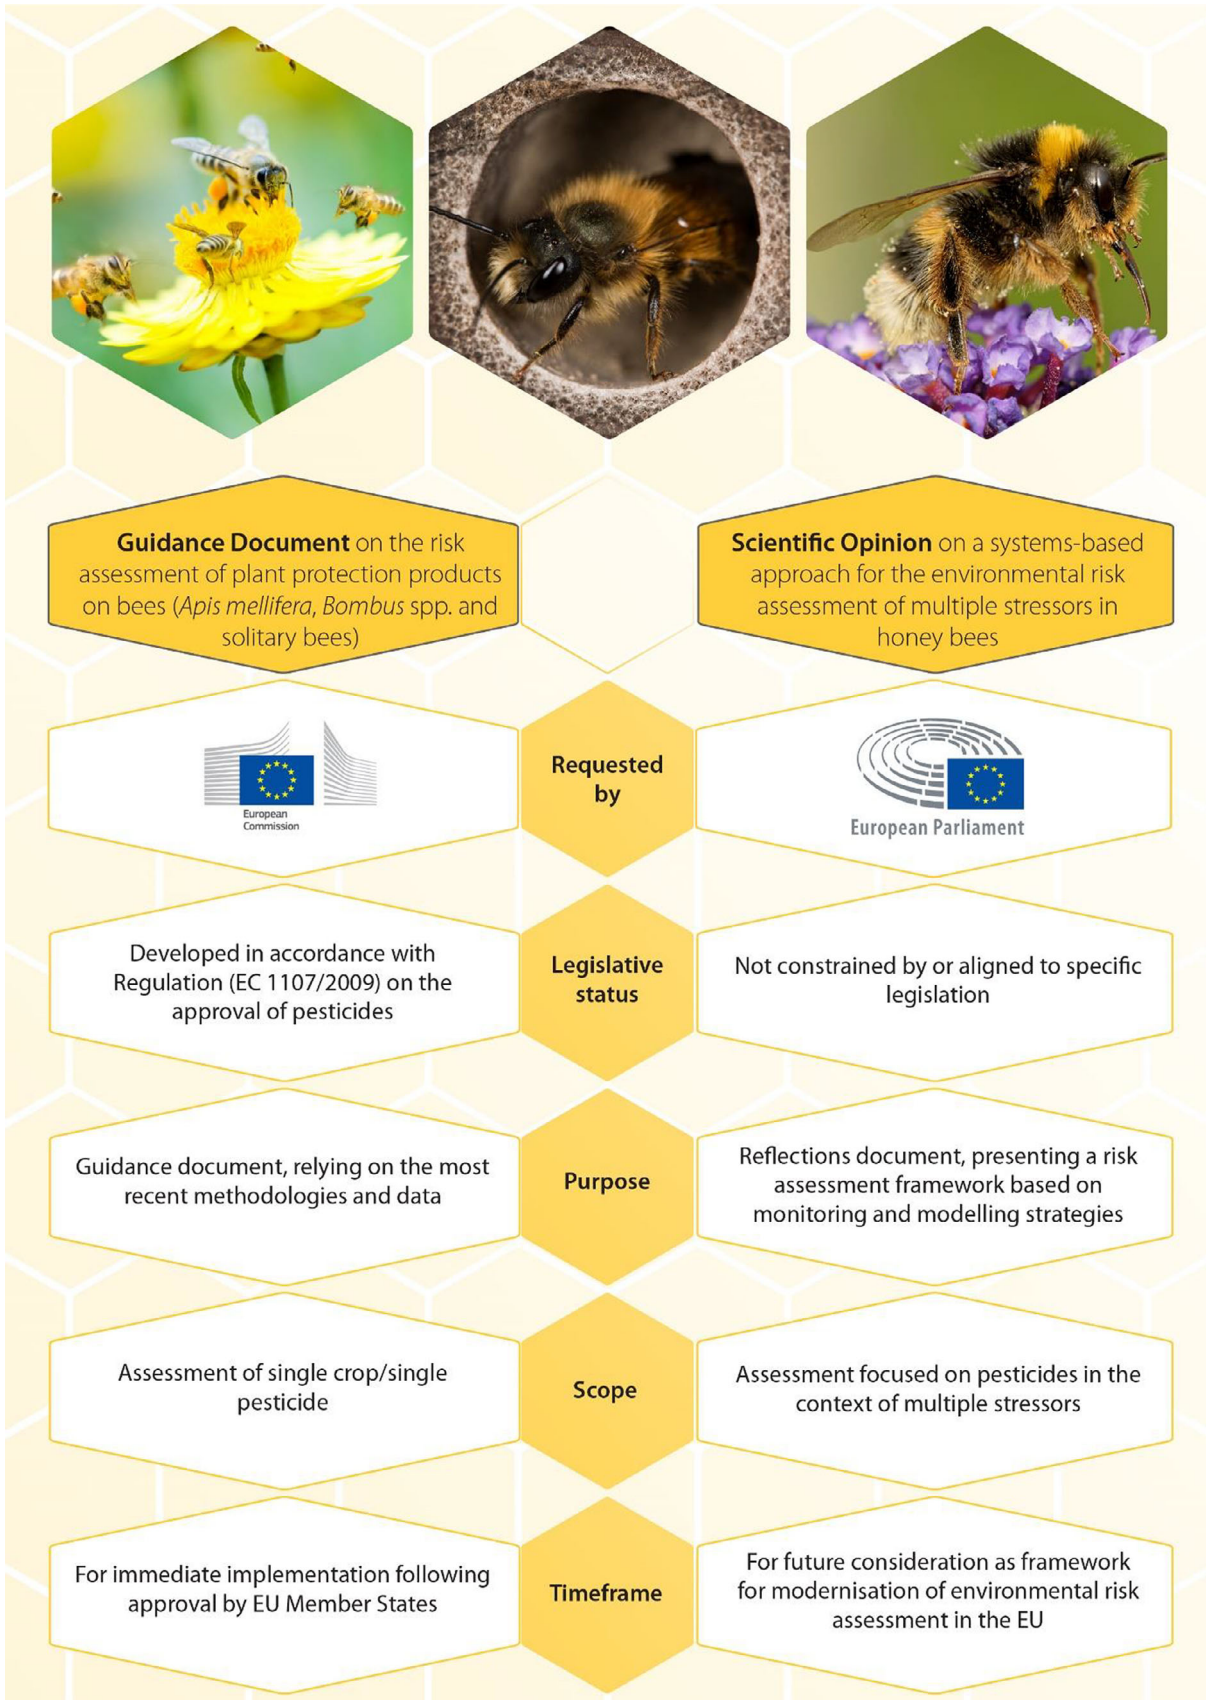 Guidance Document on the risk
assessment of plant protection products
on bees (Apis mellifera, Bombus spp. and
solitary bees)
Scientific Opinion on a systems-based
approach for the environmental risk
assessment of multiple stressors in
honey bees
European
Commission
Requested
by
European Parliament
Developed in accordance with
Regulation (EC 1107/2009) on the
approval of pesticides
Legislative
status
Not constrained by or aligned to specific
legislation
Guidance document, relying on the most
recent methodologies and data
Purpose
Reflections document, presenting a risk
assessment framework based on
monitoring and modelling strategies
Assessment of single crop/single
pesticide
Scope
Assessment focused on pesticides in the
context of multiple stressors
For immediate implementation following
approval by EU Member States
Timeframe
For future consideration as framework
for modernisation of environmental risk
assessment in the EU